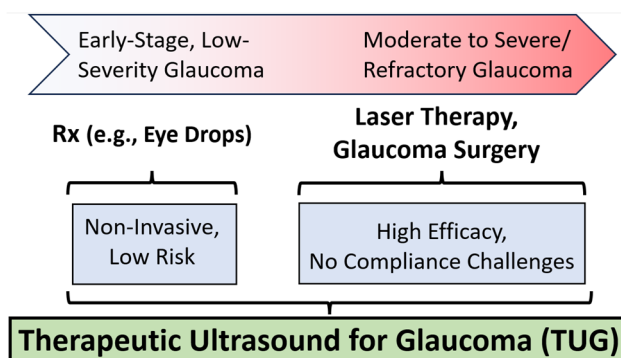 Early-Stage, Low-
Severity Glaucoma
Moderate to Severe/
Refractory Glaucoma
Rx (e.g., Eye Drops)
Laser Therapy,
Glaucoma Surgery
Non-Invasive,
Low Risk
High Efficacy,
No Compliance Challenges
Therapeutic Ultrasound for Glaucoma (TUG)